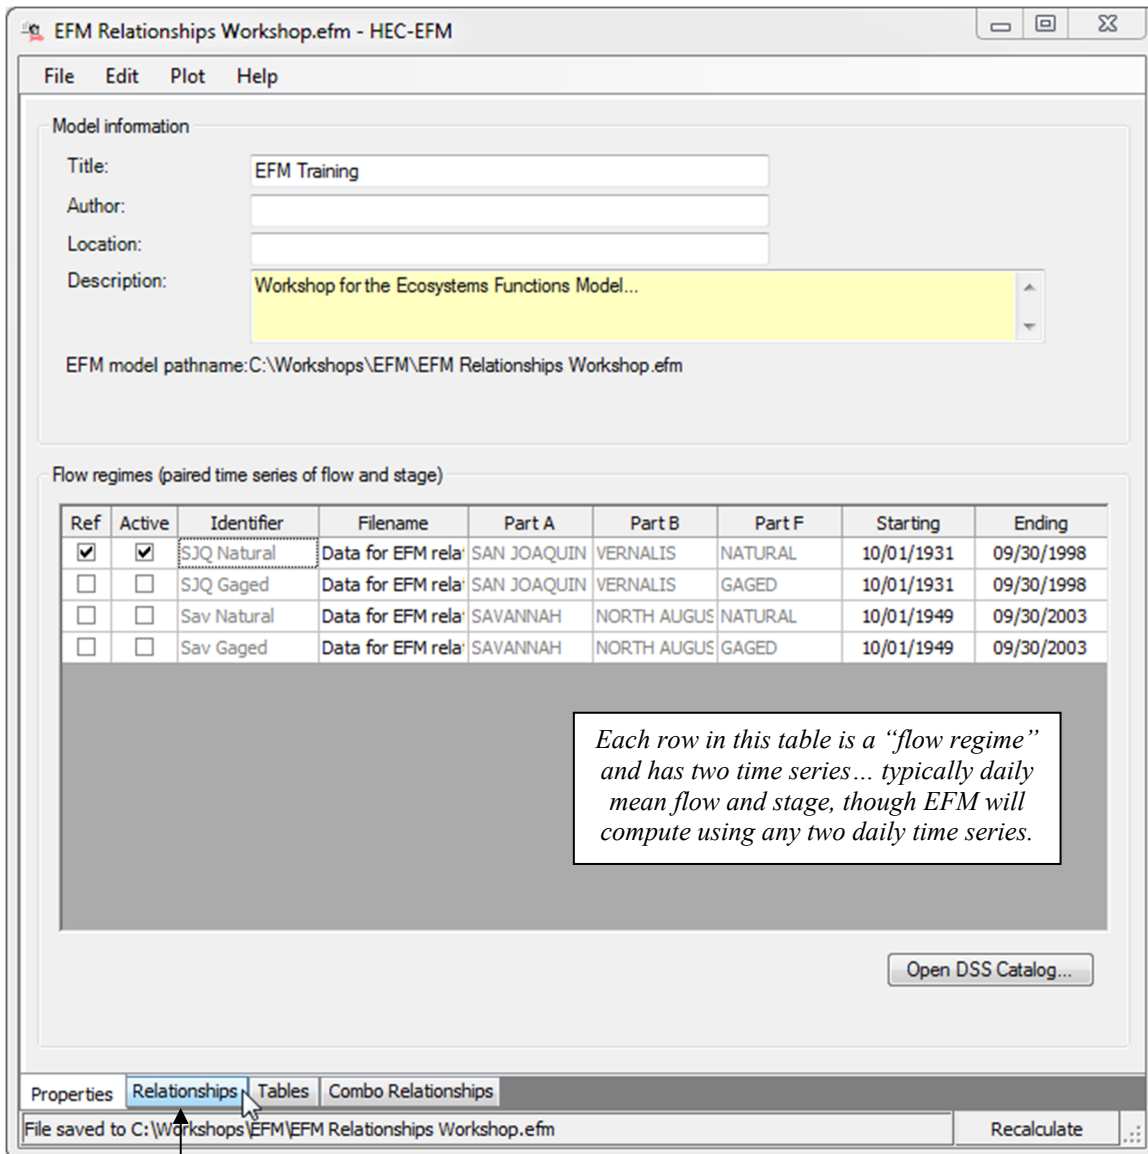 EFM Relationships Workshop.efm - HEC-EFM
File Edit Plot Help
Model information
Title: EFM Training
Author:
Location:
Description: Workshop for the Ecosystems Functions Model...
EFM model pathname:C:\Workshops\EFM\EFM Relationships Workshop.efm
Flow regimes (paired time series of flow and stage)
Ref Active Identifier Filename Part A Part B Part F Starting Ending
SJQ Natural Data for EFM rela SAN JOAQUIN VERNALIS NATURAL 10/01/1931 09/30/1998
SJQ Gaged Data for EFM rela SAN JOAQUIN VERNALIS GAGED 10/01/1931 09/30/1998
Sav Natural Data for EFM rela SAVANNAH NORTH AUGUS NATURAL 10/01/1949 09/30/2003
Sav Gaged Data for EFM rela SAVANNAH NORTH AUGUS GAGED 10/01/1949 09/30/2003
Each row in this table is a “flow regime”
and has two time series… typically daily
mean flow and stage, though EFM will
compute using any two daily time series.
Open DSS Catalog...
Properties Relationships Tables Combo Relationships
File saved to C:\Workshops\EFM\EFM Relationships Workshop.efm Recalculate